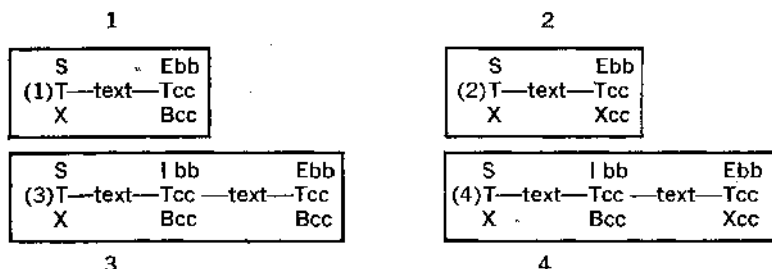 1 2
S Ebb
(1)T—text—Tcc
X Bcc
S Ebb
(2)T—text—Tcc
X Xcc
S I bb Ebb
(3)T—text—Tcc—text—Tcc
X Bcc Bcc
S I bb Ebb
(4)T—text—Tcc—text—Tcc
X Bcc Xcc
3 4